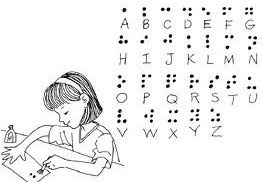 A B C D E F G
H I J K L M N
O P Q R S T U
V W X Y Z